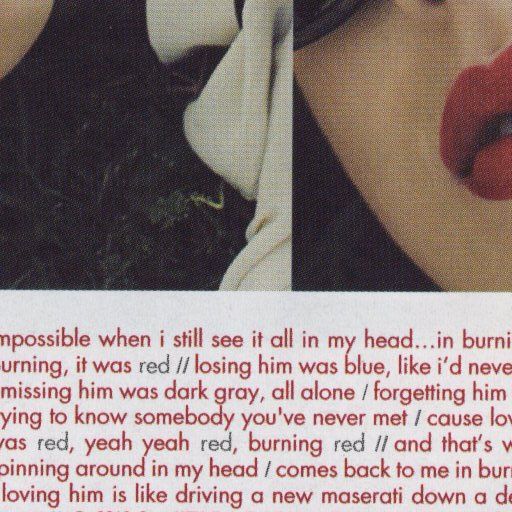 mpossible when i still see it all in my head...in burni
urning, it was red // losing him was blue, like i'd neve
missing him was dark gray, all alone / forgetting him
ying to know somebody you've never met / cause lov
vas red, yeah yeah red, burning red // and that's w
pinning around in my head / comes back to me in bur
loving him is like driving a new maserati down a de